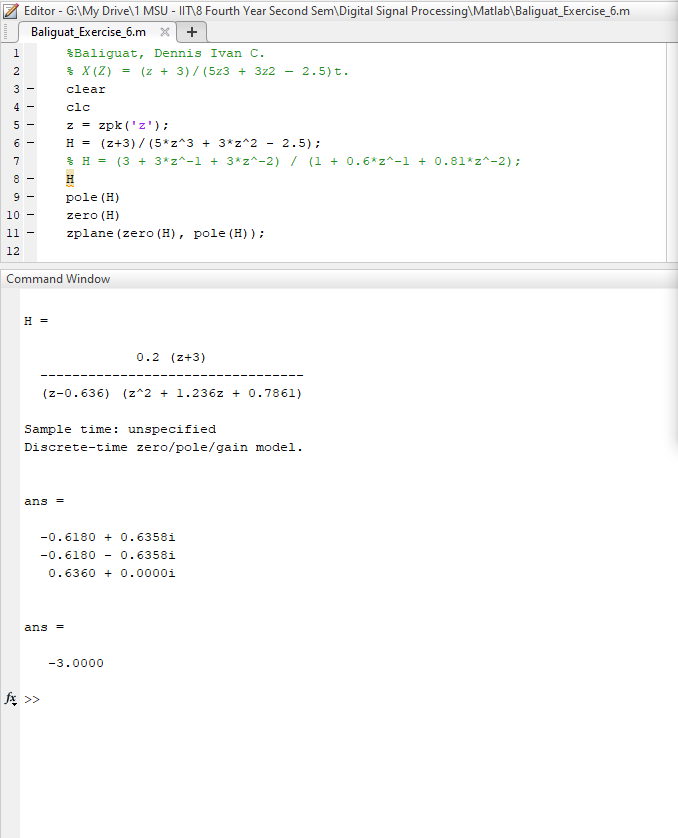 Editor - G:\My Drive\1 MSU - IIT\8 Fourth Year Second Sem\Digital Signal Processing\Matlab\Baliguat_Exercise_6.m
Baliguat_Exercise_6.m × +
1 %Baliguat, Dennis Ivan C.
2 % X(Z) = (z + 3)/(5z3 + 3z2 − 2.5)t.
3 – clear
4 – clc
5 – z = zpk('z');
6 – H = (z+3)/(5*z^3 + 3*z^2 - 2.5);
7 % H = (3 + 3*z^-1 + 3*z^-2) / (1 + 0.6*z^-1 + 0.81*z^-2);
8 – H
9 – pole(H)
10 – zero(H)
11 – zplane(zero(H), pole(H));
12
Command Window
H =
0.2 (z+3)
---------------------------------
(z-0.636) (z^2 + 1.236z + 0.7861)
Sample time: unspecified
Discrete-time zero/pole/gain model.
ans =
-0.6180 + 0.6358i
-0.6180 - 0.6358i
0.6360 + 0.0000i
ans =
-3.0000
fx >>